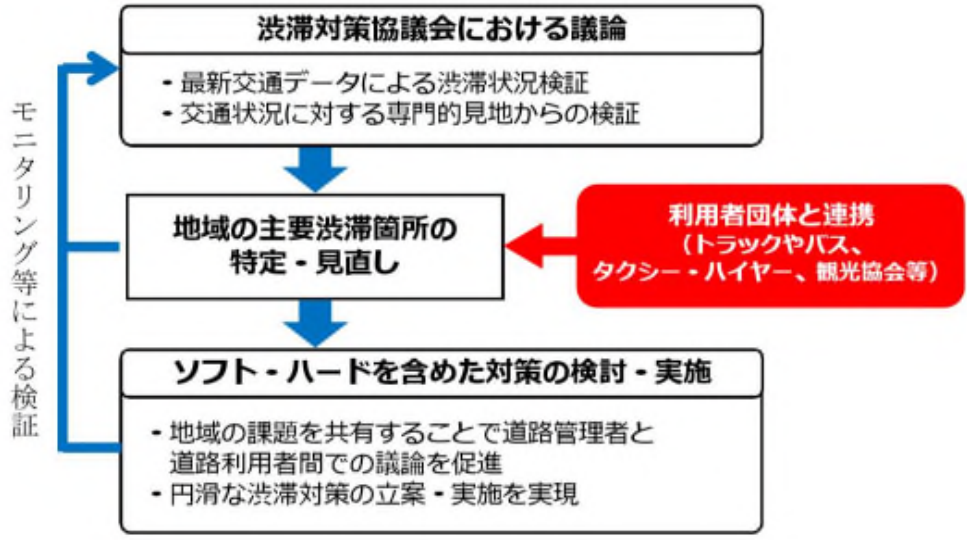 渋滞対策協議会における議論
・最新交通データによる渋滞状況検証
・交通状況に対する専門的見地からの検証
モニタリング等による検証
地域の主要渋滞箇所の
特定・見直し
利用者団体と連携
（トラックやバス、
タクシー・ハイヤー、観光協会等）
ソフト・ハードを含めた対策の検討・実施
・地域の課題を共有することで道路管理者と
道路利用者間での議論を促進
・円滑な渋滞対策の立案・実施を実現